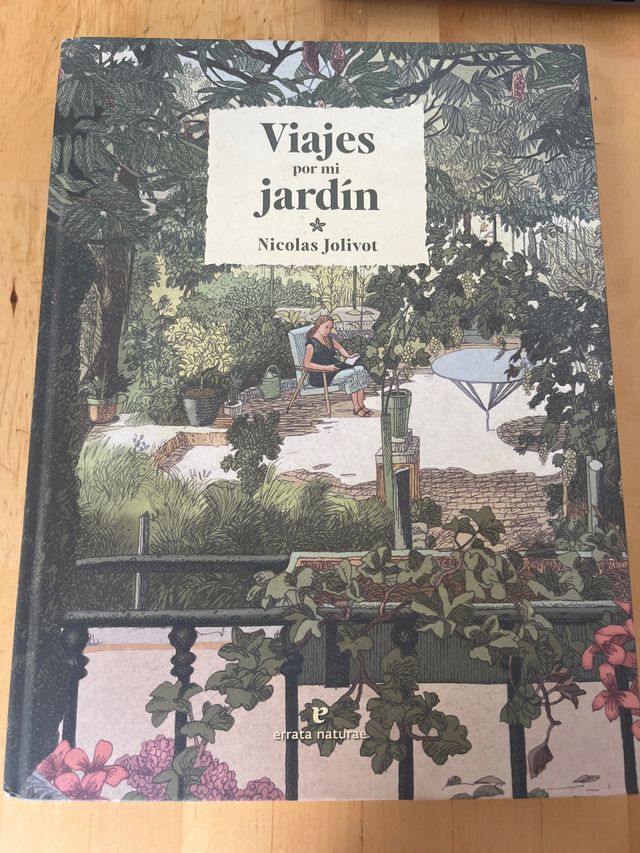 Viajes
por mi
jardín
Nicolas Jolivot
e
errata naturae